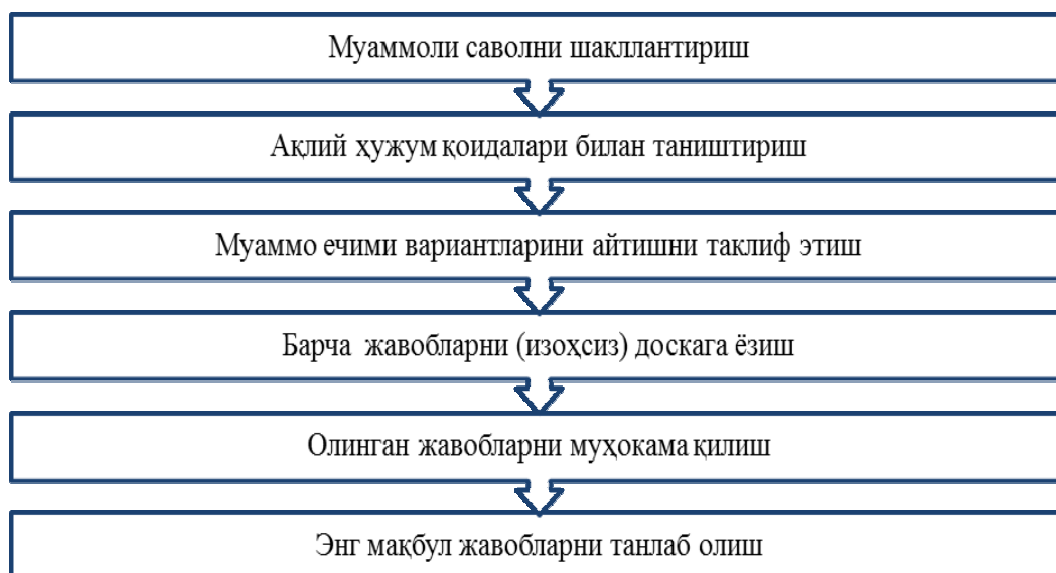 Муаммоли саволни шакллантириш
Ақлий ҳужум қоидалари билан таништириш
Муаммо ечими вариантларини айтишни таклиф этиш
Барча жавобларни (изоҳсиз) доскага ёзиш
Олинган жавобларни муҳокама қилиш
Энг мақбул жавобларни танлаб олиш